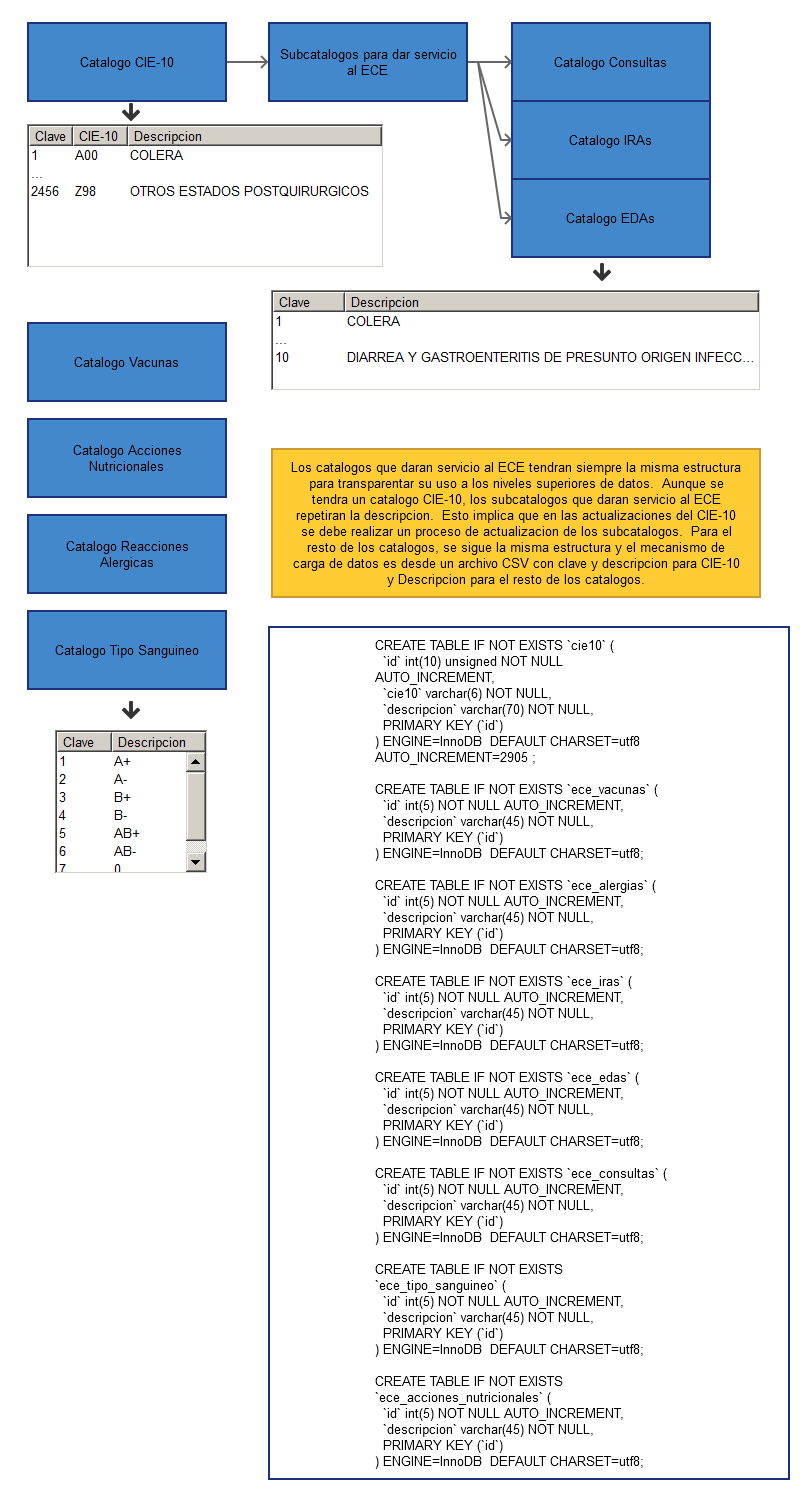 Catalogo CIE-10
Subcatalogos para dar servicio
al ECE
Catalogo Consultas
Catalogo IRAs
Catalogo EDAs
Clave CIE-10 Descripcion
1 A00 COLERA
...
2456 Z98 OTROS ESTADOS POSTQUIRURGICOS
Clave Descripcion
1 COLERA
...
10 DIARREA Y GASTROENTERITIS DE PRESUNTO ORIGEN INFECC...
Catalogo Vacunas
Catalogo Acciones
Nutricionales
Catalogo Reacciones
Alergicas
Catalogo Tipo Sanguineo
Clave Descripcion
1 A+
2 A-
3 B+
4 B-
5 AB+
6 AB-
7 0
Los catalogos que daran servicio al ECE tendran siempre la misma estructura
para transparentar su uso a los niveles superiores de datos.  Aunque se
tendra un catalogo CIE-10, los subcatalogos que daran servicio al ECE
repetiran la descripcion.  Esto implica que en las actualizaciones del CIE-10
se debe realizar un proceso de actualizacion de los subcatalogos.  Para el
resto de los catalogos, se sigue la misma estructura y el mecanismo de
carga de datos es desde un archivo CSV con clave y descripcion para CIE-10
y Descripcion para el resto de los catalogos.
CREATE TABLE IF NOT EXISTS `cie10` (
`id` int(10) unsigned NOT NULL
AUTO_INCREMENT,
`cie10` varchar(6) NOT NULL,
`descripcion` varchar(70) NOT NULL,
PRIMARY KEY (`id`)
) ENGINE=InnoDB  DEFAULT CHARSET=utf8
AUTO_INCREMENT=2905 ;
CREATE TABLE IF NOT EXISTS `ece_vacunas` (
`id` int(5) NOT NULL AUTO_INCREMENT,
`descripcion` varchar(45) NOT NULL,
PRIMARY KEY (`id`)
) ENGINE=InnoDB  DEFAULT CHARSET=utf8;
CREATE TABLE IF NOT EXISTS `ece_alergias` (
`id` int(5) NOT NULL AUTO_INCREMENT,
`descripcion` varchar(45) NOT NULL,
PRIMARY KEY (`id`)
) ENGINE=InnoDB  DEFAULT CHARSET=utf8;
CREATE TABLE IF NOT EXISTS `ece_iras` (
`id` int(5) NOT NULL AUTO_INCREMENT,
`descripcion` varchar(45) NOT NULL,
PRIMARY KEY (`id`)
) ENGINE=InnoDB  DEFAULT CHARSET=utf8;
CREATE TABLE IF NOT EXISTS `ece_edas` (
`id` int(5) NOT NULL AUTO_INCREMENT,
`descripcion` varchar(45) NOT NULL,
PRIMARY KEY (`id`)
) ENGINE=InnoDB  DEFAULT CHARSET=utf8;
CREATE TABLE IF NOT EXISTS `ece_consultas` (
`id` int(5) NOT NULL AUTO_INCREMENT,
`descripcion` varchar(45) NOT NULL,
PRIMARY KEY (`id`)
) ENGINE=InnoDB  DEFAULT CHARSET=utf8;
CREATE TABLE IF NOT EXISTS
`ece_tipo_sanguineo` (
`id` int(5) NOT NULL AUTO_INCREMENT,
`descripcion` varchar(45) NOT NULL,
PRIMARY KEY (`id`)
) ENGINE=InnoDB  DEFAULT CHARSET=utf8;
CREATE TABLE IF NOT EXISTS
`ece_acciones_nutricionales` (
`id` int(5) NOT NULL AUTO_INCREMENT,
`descripcion` varchar(45) NOT NULL,
PRIMARY KEY (`id`)
) ENGINE=InnoDB  DEFAULT CHARSET=utf8;